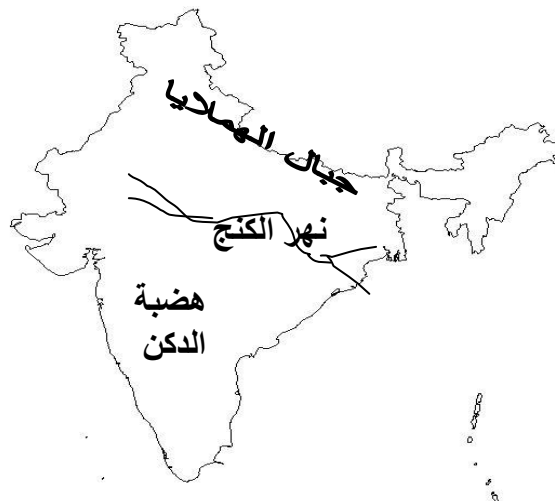 جبال الهملايا
نهر الكنج
هضبة
الدكن